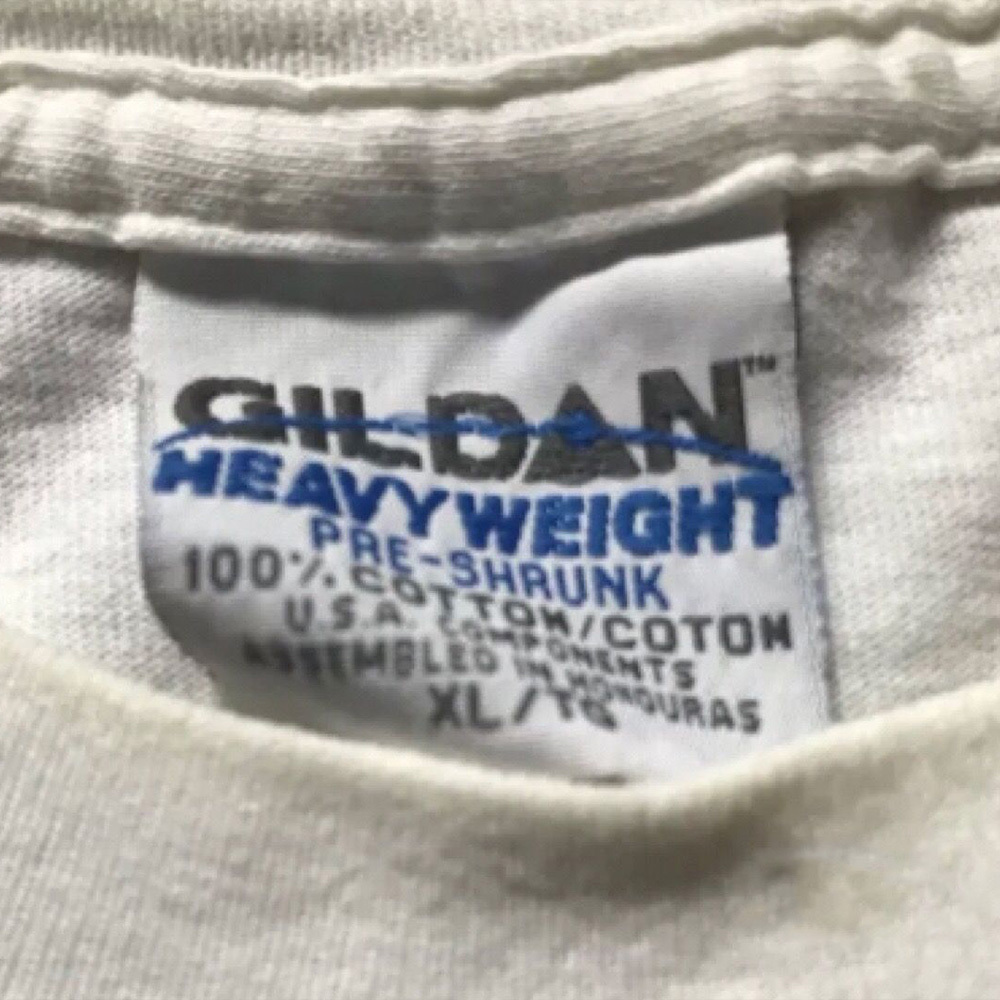 GILDAN™
HEAVYWEIGHT
PRE-SHRUNK
100% COTTON/COTON
U.S.A. COMPONENTS
ASSEMBLED IN HONDURAS
XL/TG